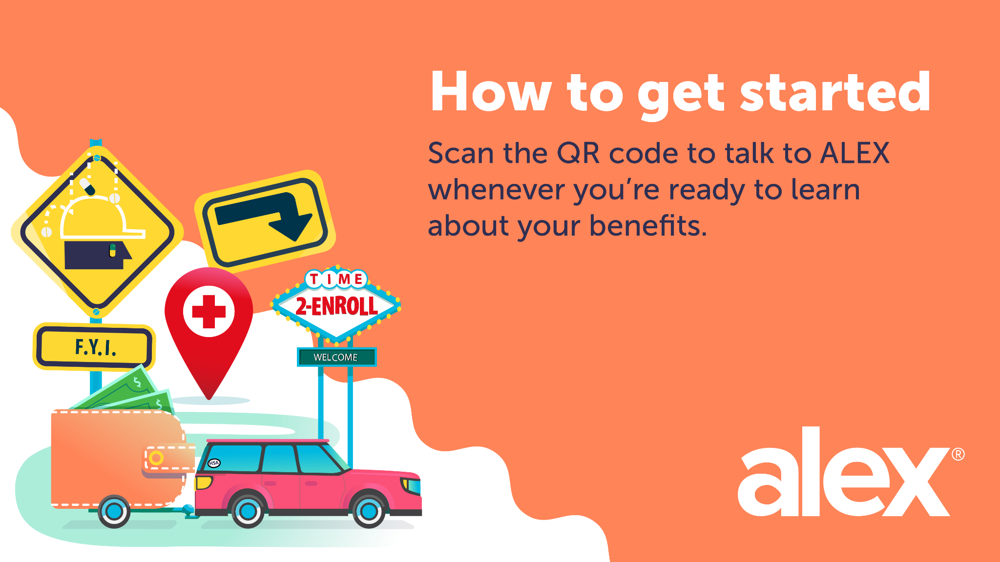 How to get started
Scan the QR code to talk to ALEX
whenever you're ready to learn
about your benefits.
TIME
2-ENROLL
WELCOME
F.Y.I.
$
$
HSA
alex®